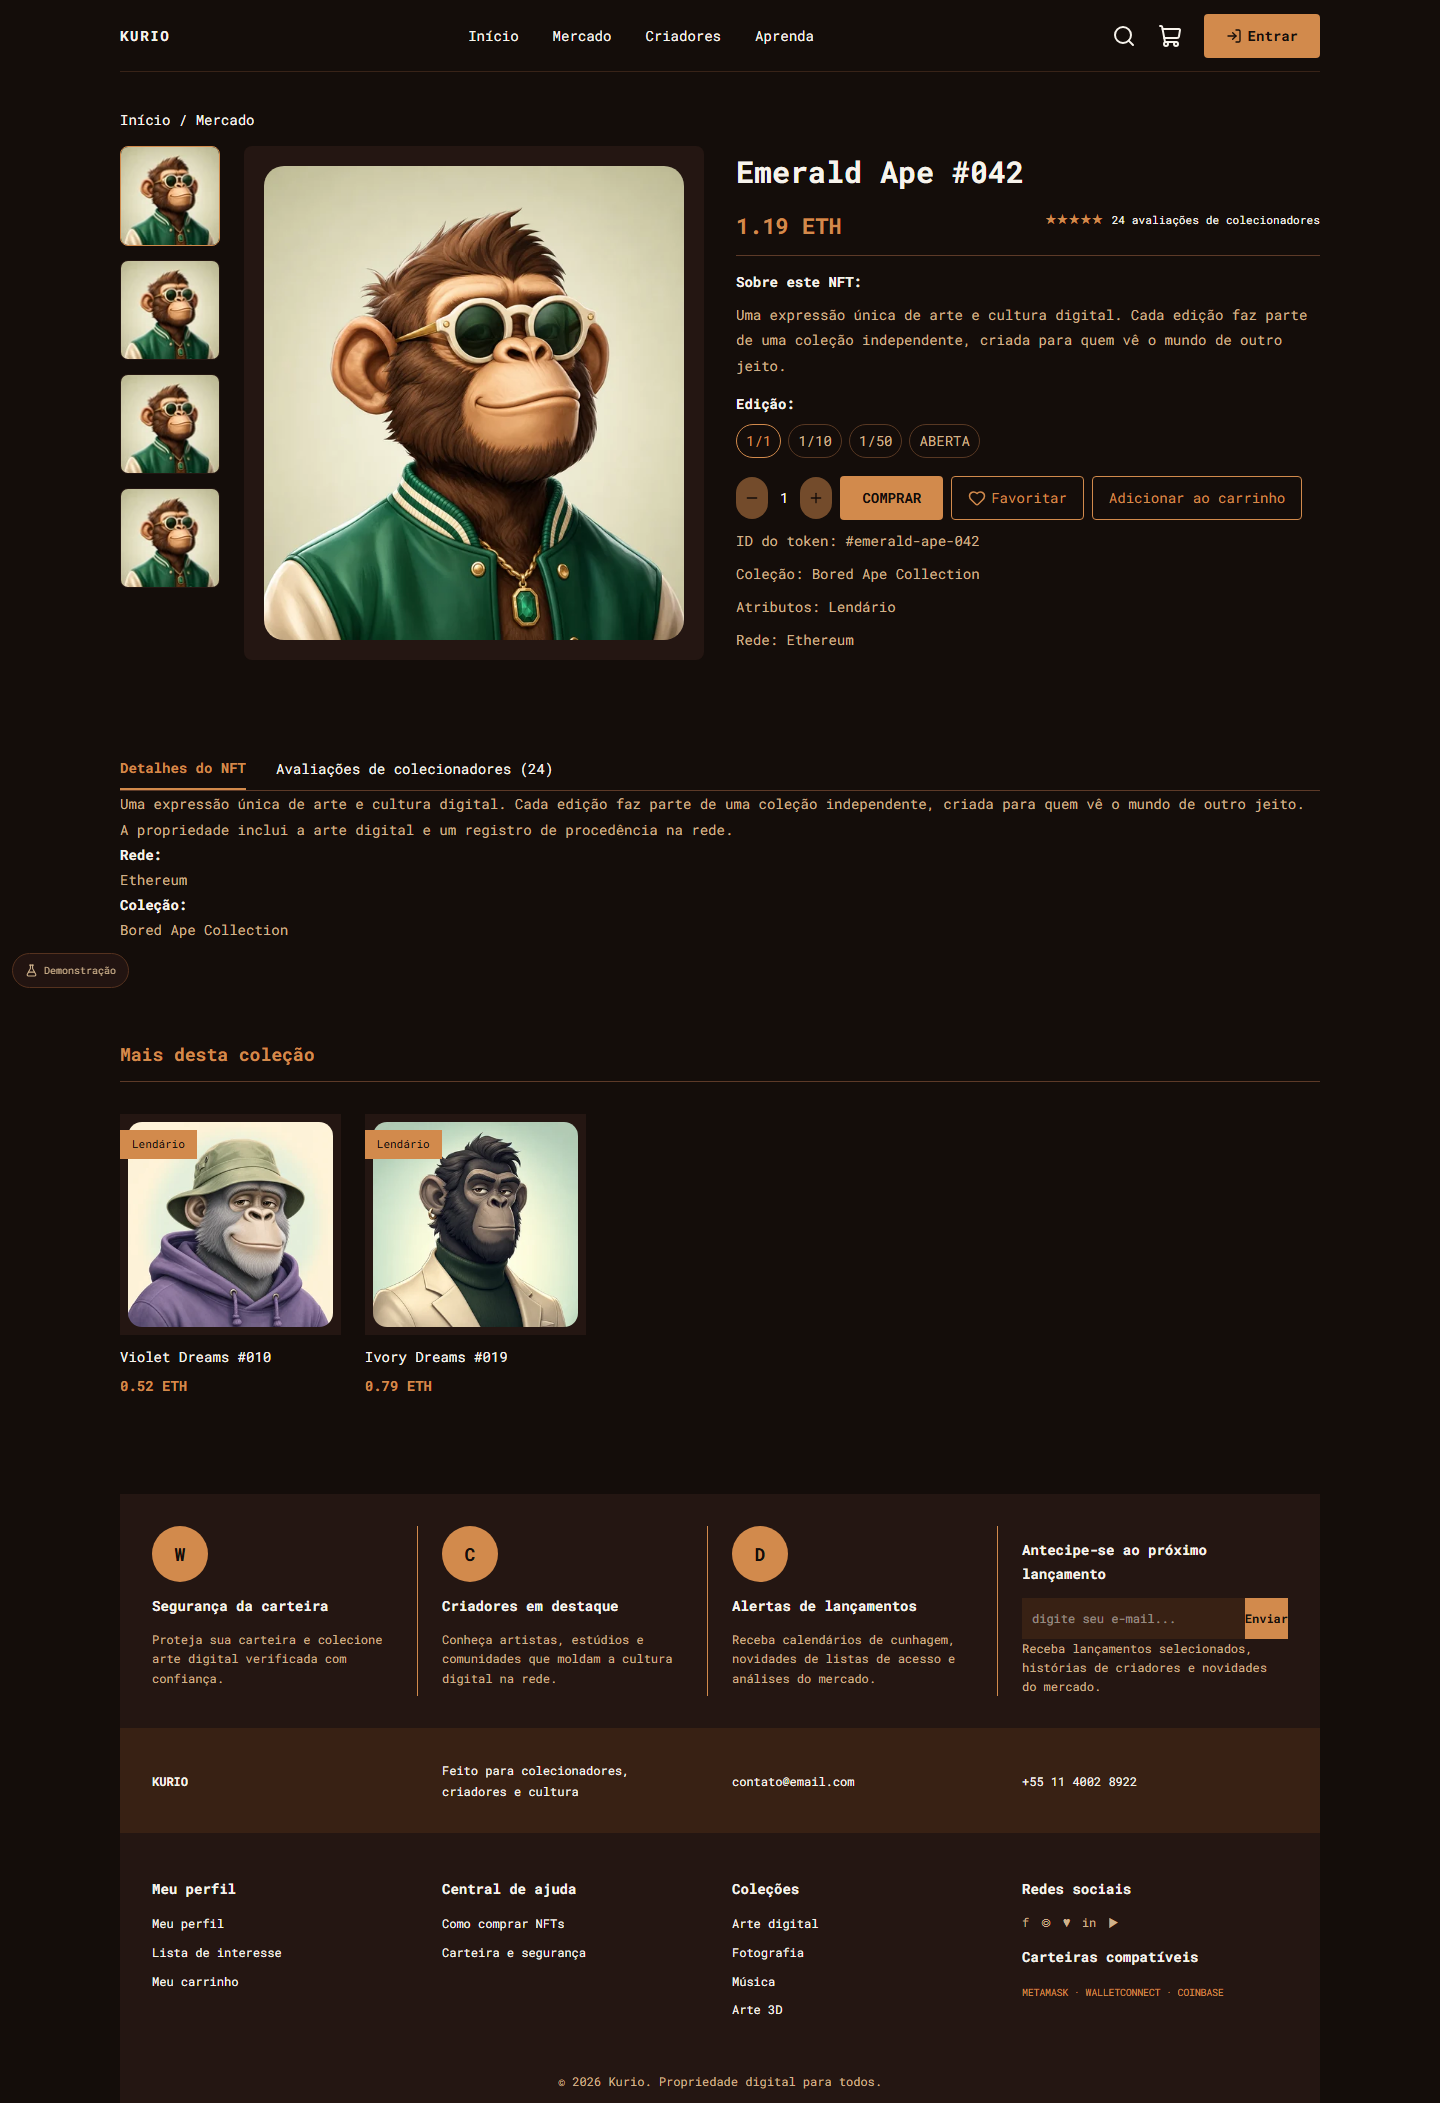 KURIO
Início
Mercado
Criadores
Aprenda
Entrar
Início / Mercado
Emerald Ape #042
1.19 ETH
★★★★★ 24 avaliações de colecionadores
Sobre este NFT:
Uma expressão única de arte e cultura digital. Cada edição faz parte
de uma coleção independente, criada para quem vê o mundo de outro
jeito.
Edição:
1/1
1/10
1/50
ABERTA
− 1 +
COMPRAR
Favoritar
Adicionar ao carrinho
ID do token: #emerald-ape-042
Coleção: Bored Ape Collection
Atributos: Lendário
Rede: Ethereum
Detalhes do NFT
Avaliações de colecionadores (24)
Uma expressão única de arte e cultura digital. Cada edição faz parte de uma coleção independente, criada para quem vê o mundo de outro jeito.
A propriedade inclui a arte digital e um registro de procedência na rede.
Rede:
Ethereum
Coleção:
Bored Ape Collection
Demonstração
Mais desta coleção
Lendário
Lendário
Violet Dreams #010
0.52 ETH
Ivory Dreams #019
0.79 ETH
W
Segurança da carteira
Proteja sua carteira e colecione
arte digital verificada com
confiança.
C
Criadores em destaque
Conheça artistas, estúdios e
comunidades que moldam a cultura
digital na rede.
D
Alertas de lançamentos
Receba calendários de cunhagem,
novidades de listas de acesso e
análises do mercado.
Antecipe-se ao próximo
lançamento
digite seu e-mail...
Enviar
Receba lançamentos selecionados,
histórias de criadores e novidades
do mercado.
KURIO
Feito para colecionadores,
criadores e cultura
contato@email.com
+55 11 4002 8922
Meu perfil
Meu perfil
Lista de interesse
Meu carrinho
Central de ajuda
Como comprar NFTs
Carteira e segurança
Coleções
Arte digital
Fotografia
Música
Arte 3D
Redes sociais
f ◎ ♥ in ▶
Carteiras compatíveis
METAMASK · WALLETCONNECT · COINBASE
© 2026 Kurio. Propriedade digital para todos.